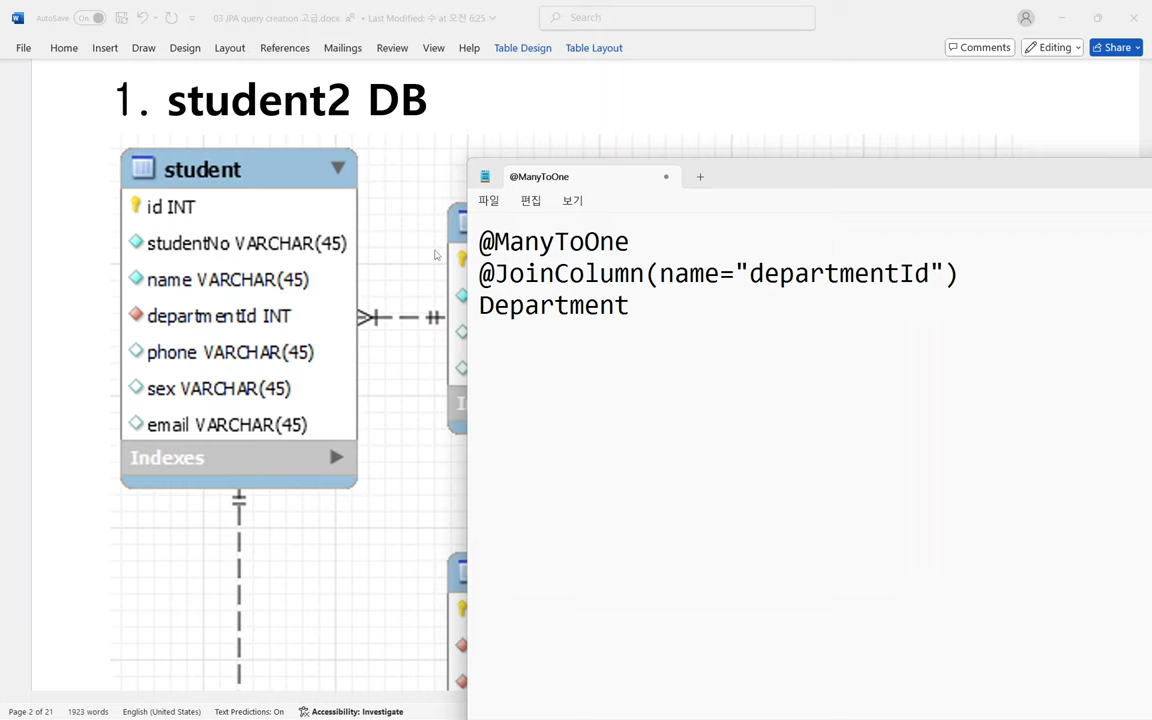 AutoSave
On
03 JPA query creation 고급.docx
• Last Modified: 수 at 오전 6:25
Search
File Home Insert Draw Design Layout References Mailings Review View Help Table Design Table Layout
Comments
Editing
Share
1. student2 DB
student
id INT
studentNo VARCHAR(45)
name VARCHAR(45)
departmentId INT
phone VARCHAR(45)
sex VARCHAR(45)
email VARCHAR(45)
Indexes
@ManyToOne
파일 편집 보기
@ManyToOne
@JoinColumn(name="departmentId")
Department
Page 2 of 21 1923 words English (United States) Text Predictions: On Accessibility: Investigate